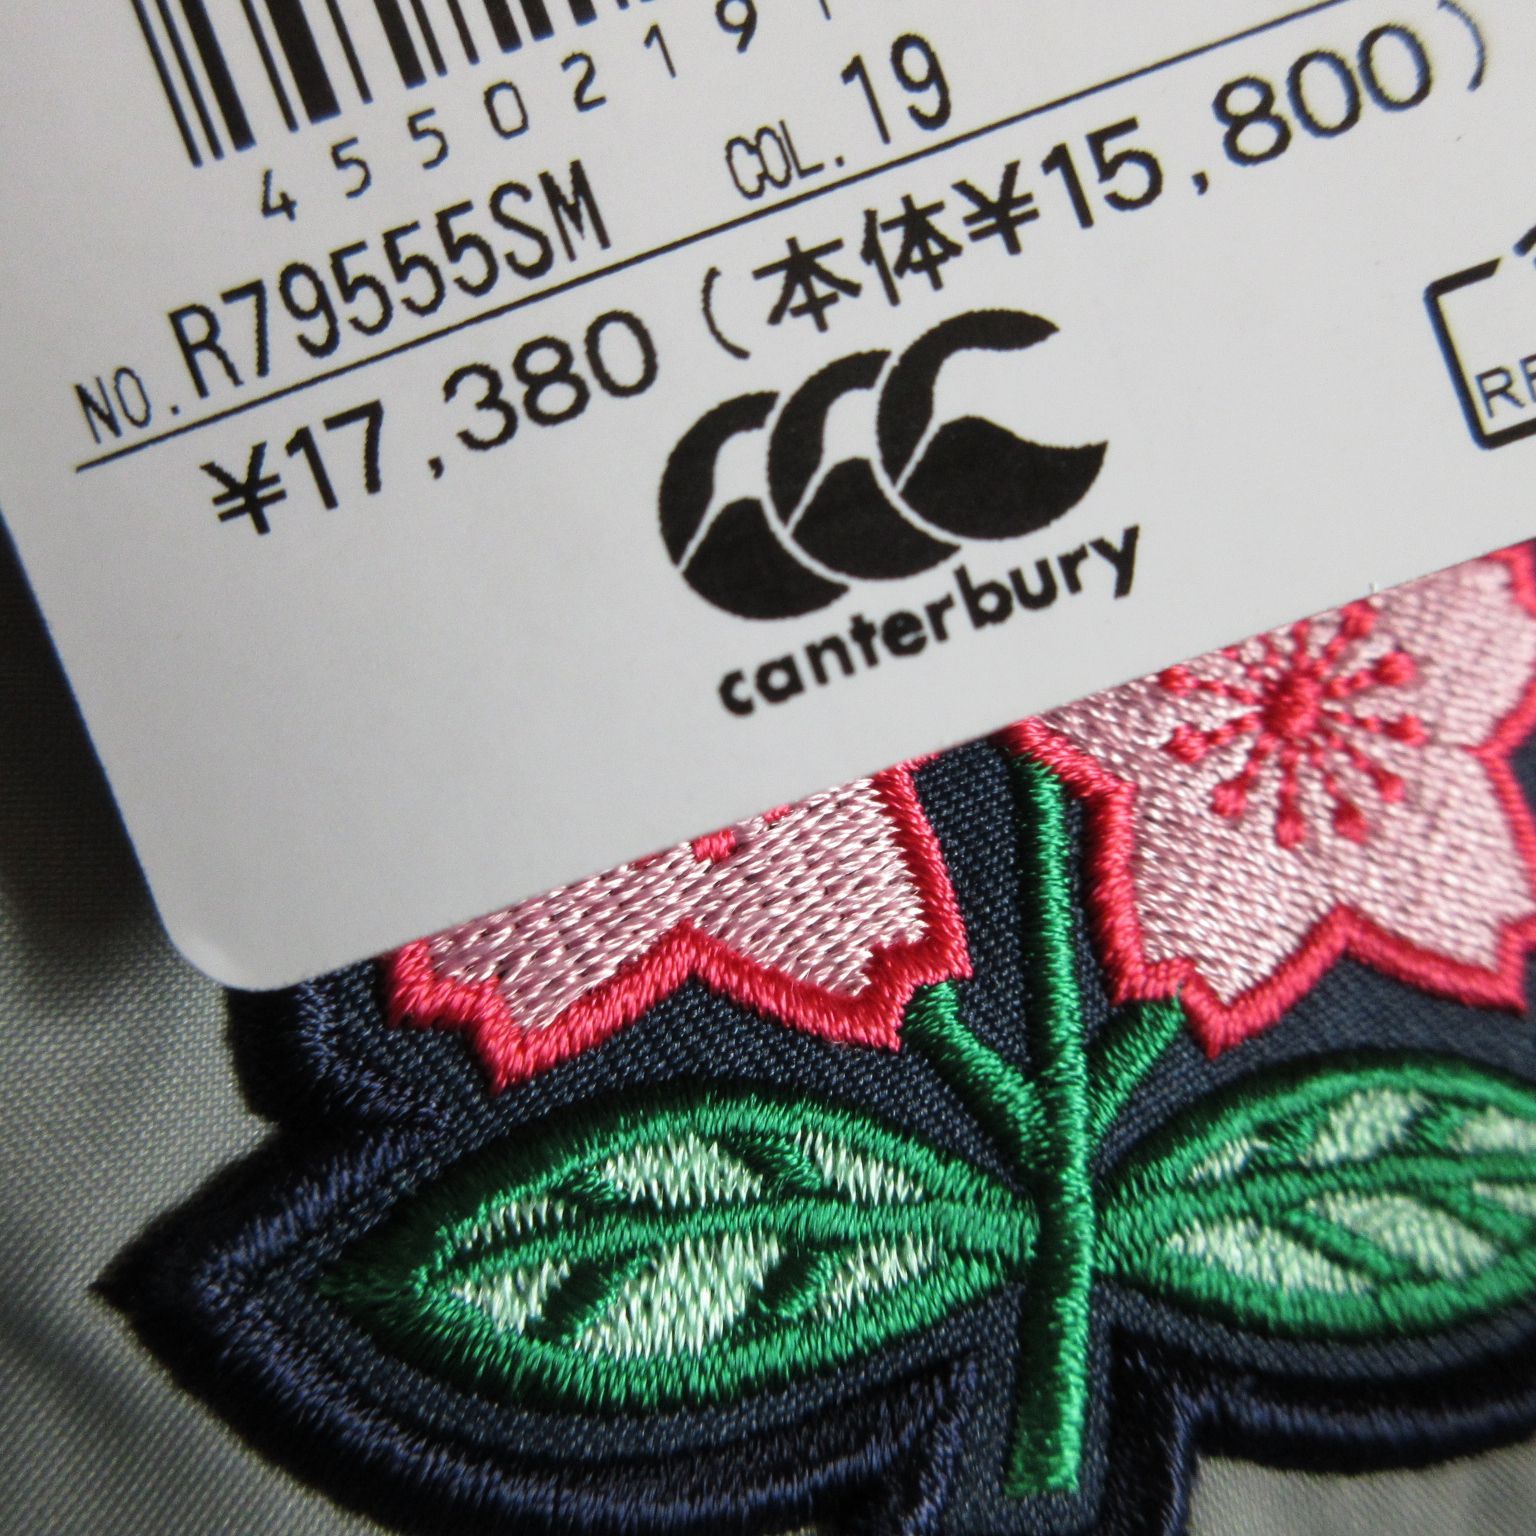 4550219
NO. R79555SM COL. 19
¥17,380 (本体¥15,800)
canterbury